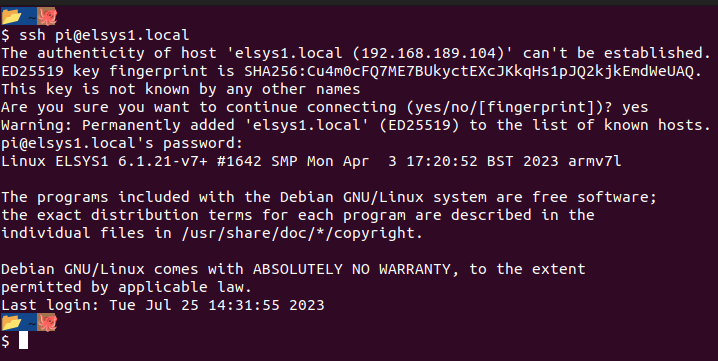 ~
$ ssh pi@elsys1.local
The authenticity of host 'elsys1.local (192.168.189.104)' can't be established.
ED25519 key fingerprint is SHA256:Cu4m0cFQ7ME7BUkyctEXcJKkqHs1pJQ2kjkEmdWeUAQ.
This key is not known by any other names
Are you sure you want to continue connecting (yes/no/[fingerprint])? yes
Warning: Permanently added 'elsys1.local' (ED25519) to the list of known hosts.
pi@elsys1.local's password:
Linux ELSYS1 6.1.21-v7+ #1642 SMP Mon Apr  3 17:20:52 BST 2023 armv7l

The programs included with the Debian GNU/Linux system are free software;
the exact distribution terms for each program are described in the
individual files in /usr/share/doc/*/copyright.

Debian GNU/Linux comes with ABSOLUTELY NO WARRANTY, to the extent
permitted by applicable law.
Last login: Tue Jul 25 14:31:55 2023
~
$